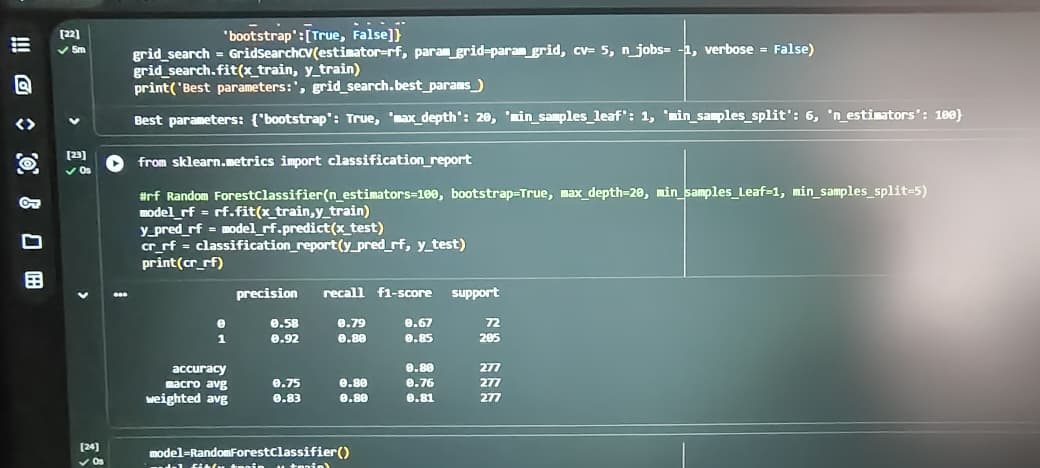 [22]
5m
'bootstrap':[True, False]}
grid_search = GridSearchCV(estimator=rf, param_grid=param_grid, cv= 5, n_jobs= -1, verbose = False)
grid_search.fit(x_train, y_train)
print('Best parameters:', grid_search.best_params_)
Best parameters: {'bootstrap': True, 'max_depth': 20, 'min_samples_leaf': 1, 'min_samples_split': 6, 'n_estimators': 100}
[23]
0s
from sklearn.metrics import classification_report
#rf Random ForestClassifier(n_estimators=100, bootstrap=True, max_depth=20, min_samples_Leaf=1, min_samples_split=5)
model_rf = rf.fit(x_train,y_train)
y_pred_rf = model_rf.predict(x_test)
cr_rf = classification_report(y_pred_rf, y_test)
print(cr_rf)
precision recall f1-score support
0 0.58 0.79 0.67 72
1 0.92 0.80 0.85 205
accuracy 0.80 277
macro avg 0.75 0.80 0.76 277
weighted avg 0.83 0.80 0.81 277
[24]
0s
model=RandomForestClassifier()